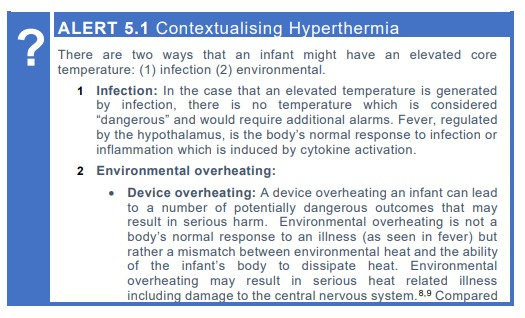 ?
ALERT 5.1 Contextualising Hyperthermia
There are two ways that an infant might have an elevated core
temperature: (1) infection (2) environmental.
1 Infection: In the case that an elevated temperature is generated
by infection, there is no temperature which is considered
“dangerous” and would require additional alarms. Fever, regulated
by the hypothalamus, is the body’s normal response to infection or
inflammation which is induced by cytokine activation.
2 Environmental overheating:
• Device overheating: A device overheating an infant can lead
to a number of potentially dangerous outcomes that may
result in serious harm. Environmental overheating is not a
body’s normal response to an illness (as seen in fever) but
rather a mismatch between environmental heat and the ability
of the infant’s body to dissipate heat. Environmental
overheating may result in serious heat related illness
including damage to the central nervous system.8,9 Compared